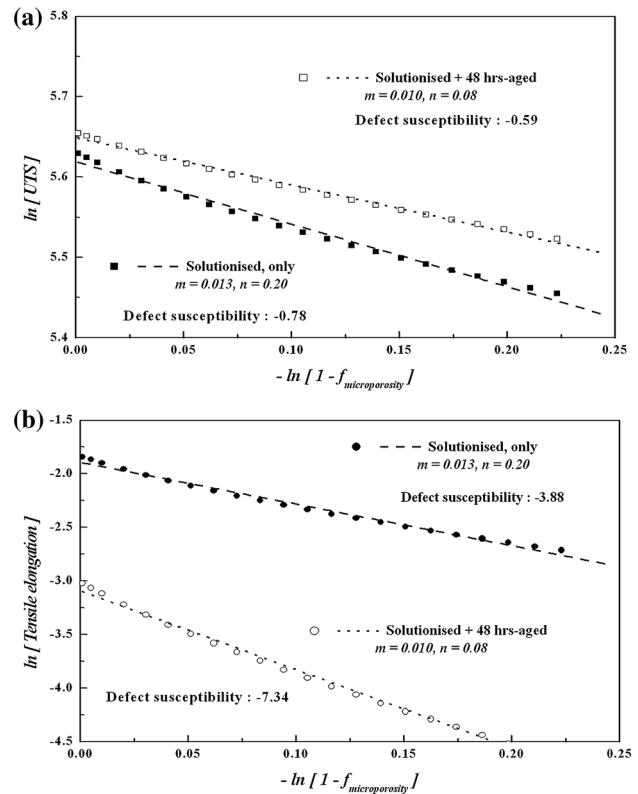 (a)
5.8
5.7
5.6
5.5
5.4
ln [ UTS ]
Solutionised + 48 hrs-aged
m = 0.010, n = 0.08
Defect susceptibility : -0.59
Solutionised, only
m = 0.013, n = 0.20
Defect susceptibility : -0.78
0.00 0.05 0.10 0.15 0.20 0.25
- ln [ 1 - f microporosity ]
(b)
-1.5
-2.0
-2.5
-3.0
-3.5
-4.0
-4.5
ln [ Tensile elongation ]
Solutionised, only
m = 0.013, n = 0.20
Defect susceptibility : -3.88
Solutionised + 48 hrs-aged
m = 0.010, n = 0.08
Defect susceptibility : -7.34
0.00 0.05 0.10 0.15 0.20 0.25
- ln [ 1 - f microporosity ]